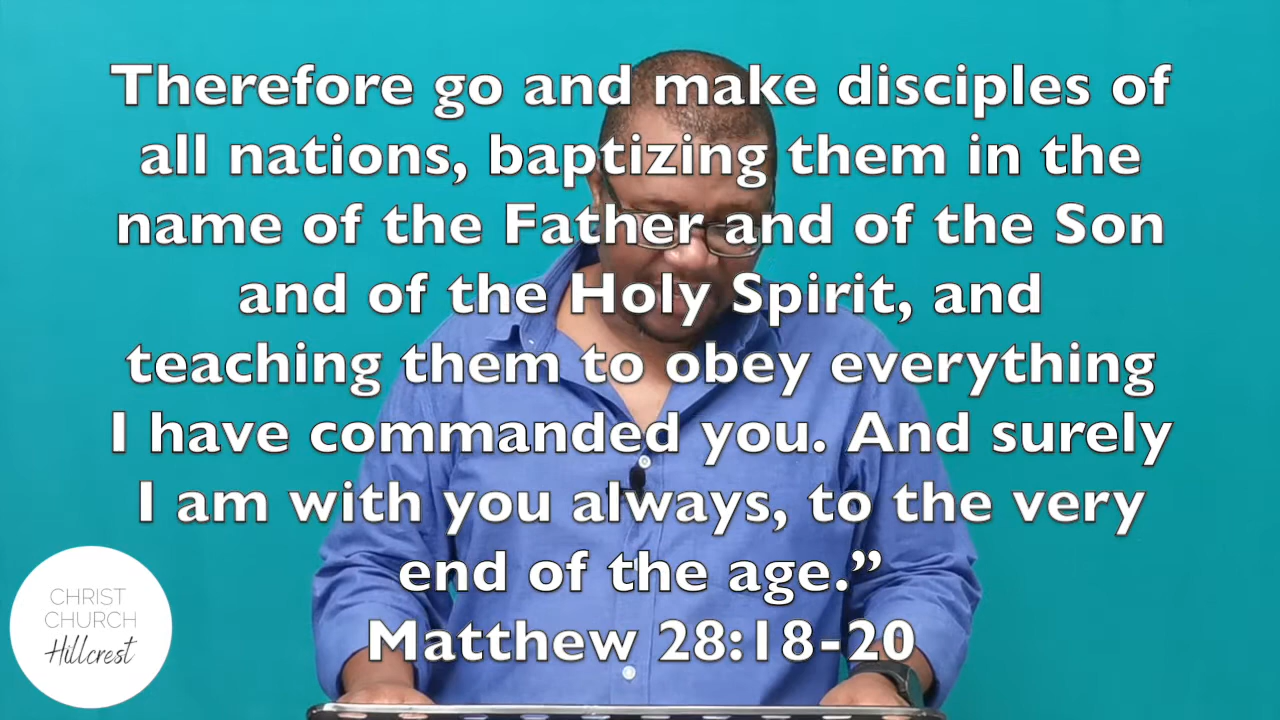 Therefore go and make disciples of
all nations, baptizing them in the
name of the Father and of the Son
and of the Holy Spirit, and
teaching them to obey everything
I have commanded you. And surely
I am with you always, to the very
end of the age.”
Matthew 28:18-20
CHRIST
CHURCH
Hillcrest